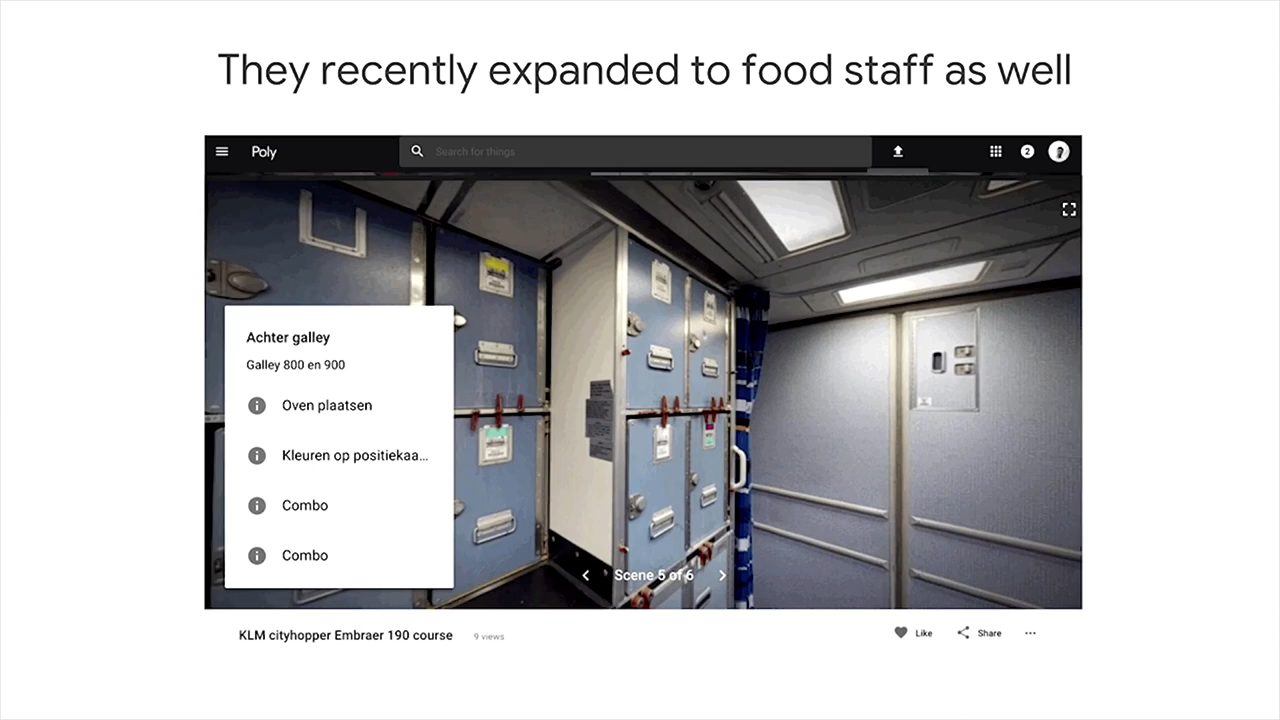 They recently expanded to food staff as well
Poly
Search for things
2
Achter galley
Galley 800 en 900
Oven plaatsen
Kleuren op positiekaa...
Combo
Combo
Scene 5 of 6
KLM cityhopper Embraer 190 course 9 views
Like
Share